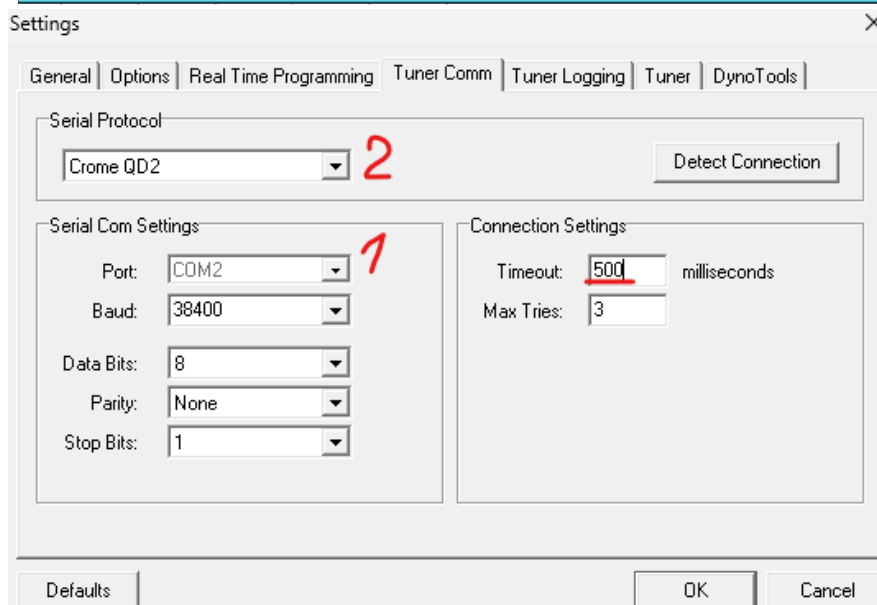 Settings
General Options Real Time Programming Tuner Comm Tuner Logging Tuner DynoTools
Serial Protocol
Crome QD2 2 Detect Connection
Serial Com Settings
Port: COM2 1
Baud: 38400
Data Bits: 8
Parity: None
Stop Bits: 1
Connection Settings
Timeout: 500 milliseconds
Max Tries: 3
Defaults OK Cancel